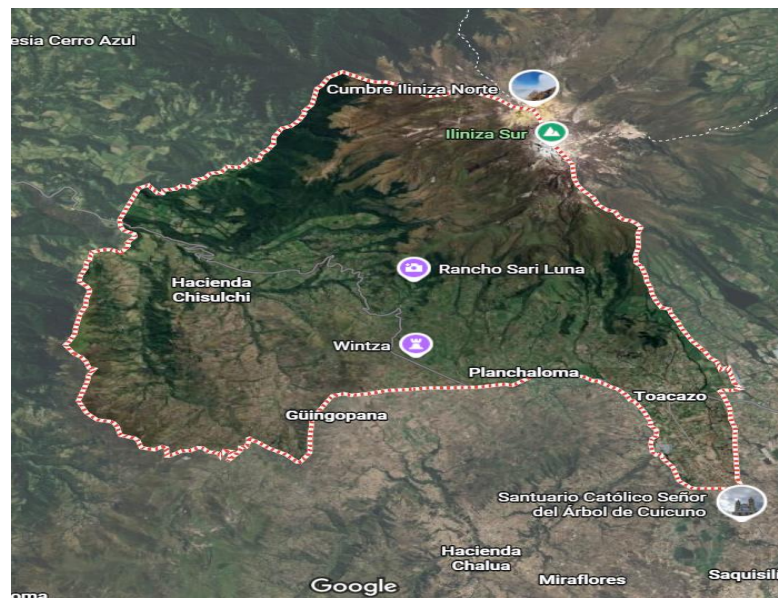 esia Cerro Azul
Cumbre Iliniza Norte
Iliniza Sur
Hacienda
Chisulchi
Rancho Sari Luna
Wintza
Planchaloma
Toacazo
Güingopana
Santuario Católico Señor
del Árbol de Cuicuno
Hacienda
Chalua
Miraflores
Saquisilí
Google
oma